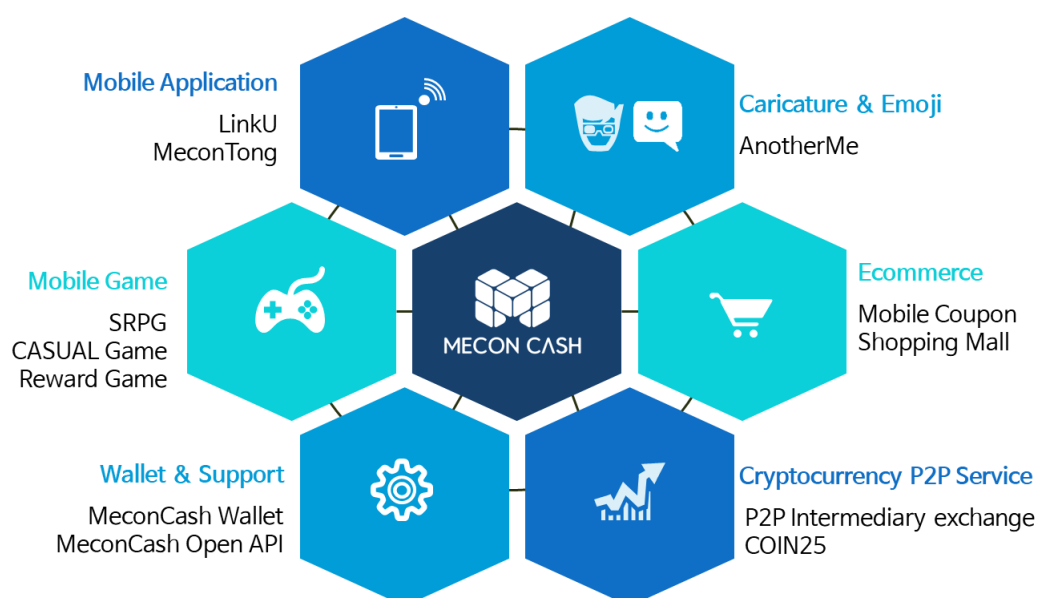 Mobile Application
LinkU
MeconTong
Caricature & Emoji
AnotherMe
Mobile Game
SRPG
CASUAL Game
Reward Game
MECON CASH
Ecommerce
Mobile Coupon
Shopping Mall
Wallet & Support
MeconCash Wallet
MeconCash Open API
Cryptocurrency P2P Service
P2P Intermediary exchange
COIN25